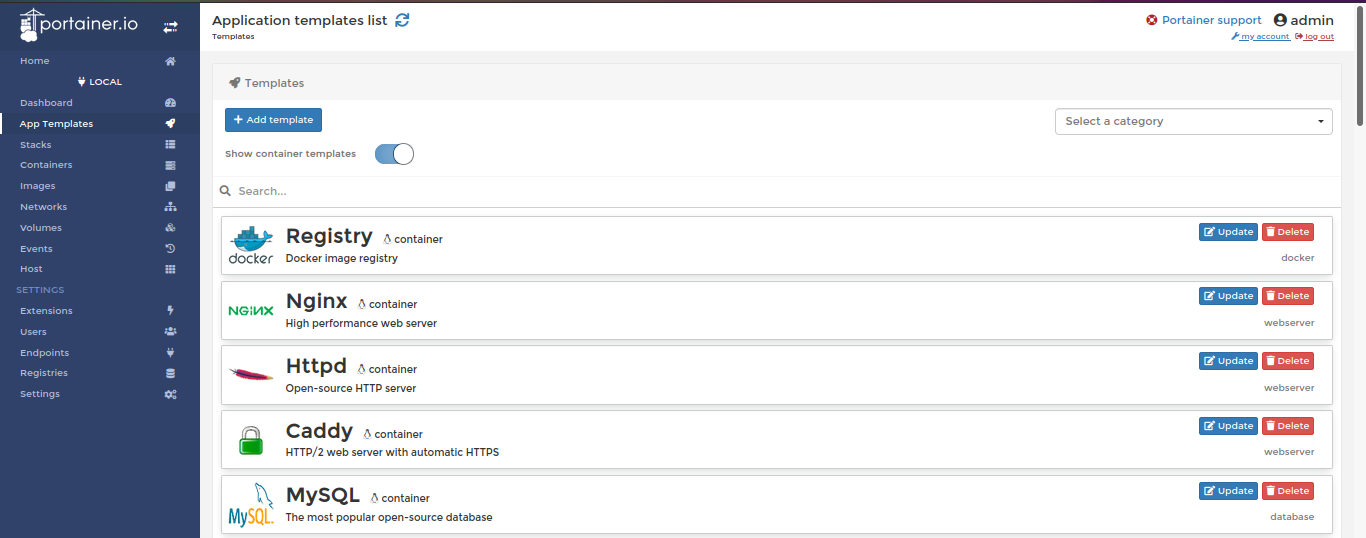 portainer.io
Home
LOCAL
Dashboard
App Templates
Stacks
Containers
Images
Networks
Volumes
Events
Host
SETTINGS
Extensions
Users
Endpoints
Registries
Settings
Application templates list
Templates
Portainer support admin
my account log out
Templates
+ Add template
Select a category
Show container templates
Search...
docker
Registry container
Docker image registry
Update Delete
docker
NGINX
Nginx container
High performance web server
Update Delete
webserver
Httpd container
Open-source HTTP server
Update Delete
webserver
Caddy container
HTTP/2 web server with automatic HTTPS
Update Delete
webserver
MySQL
MySQL container
The most popular open-source database
Update Delete
database